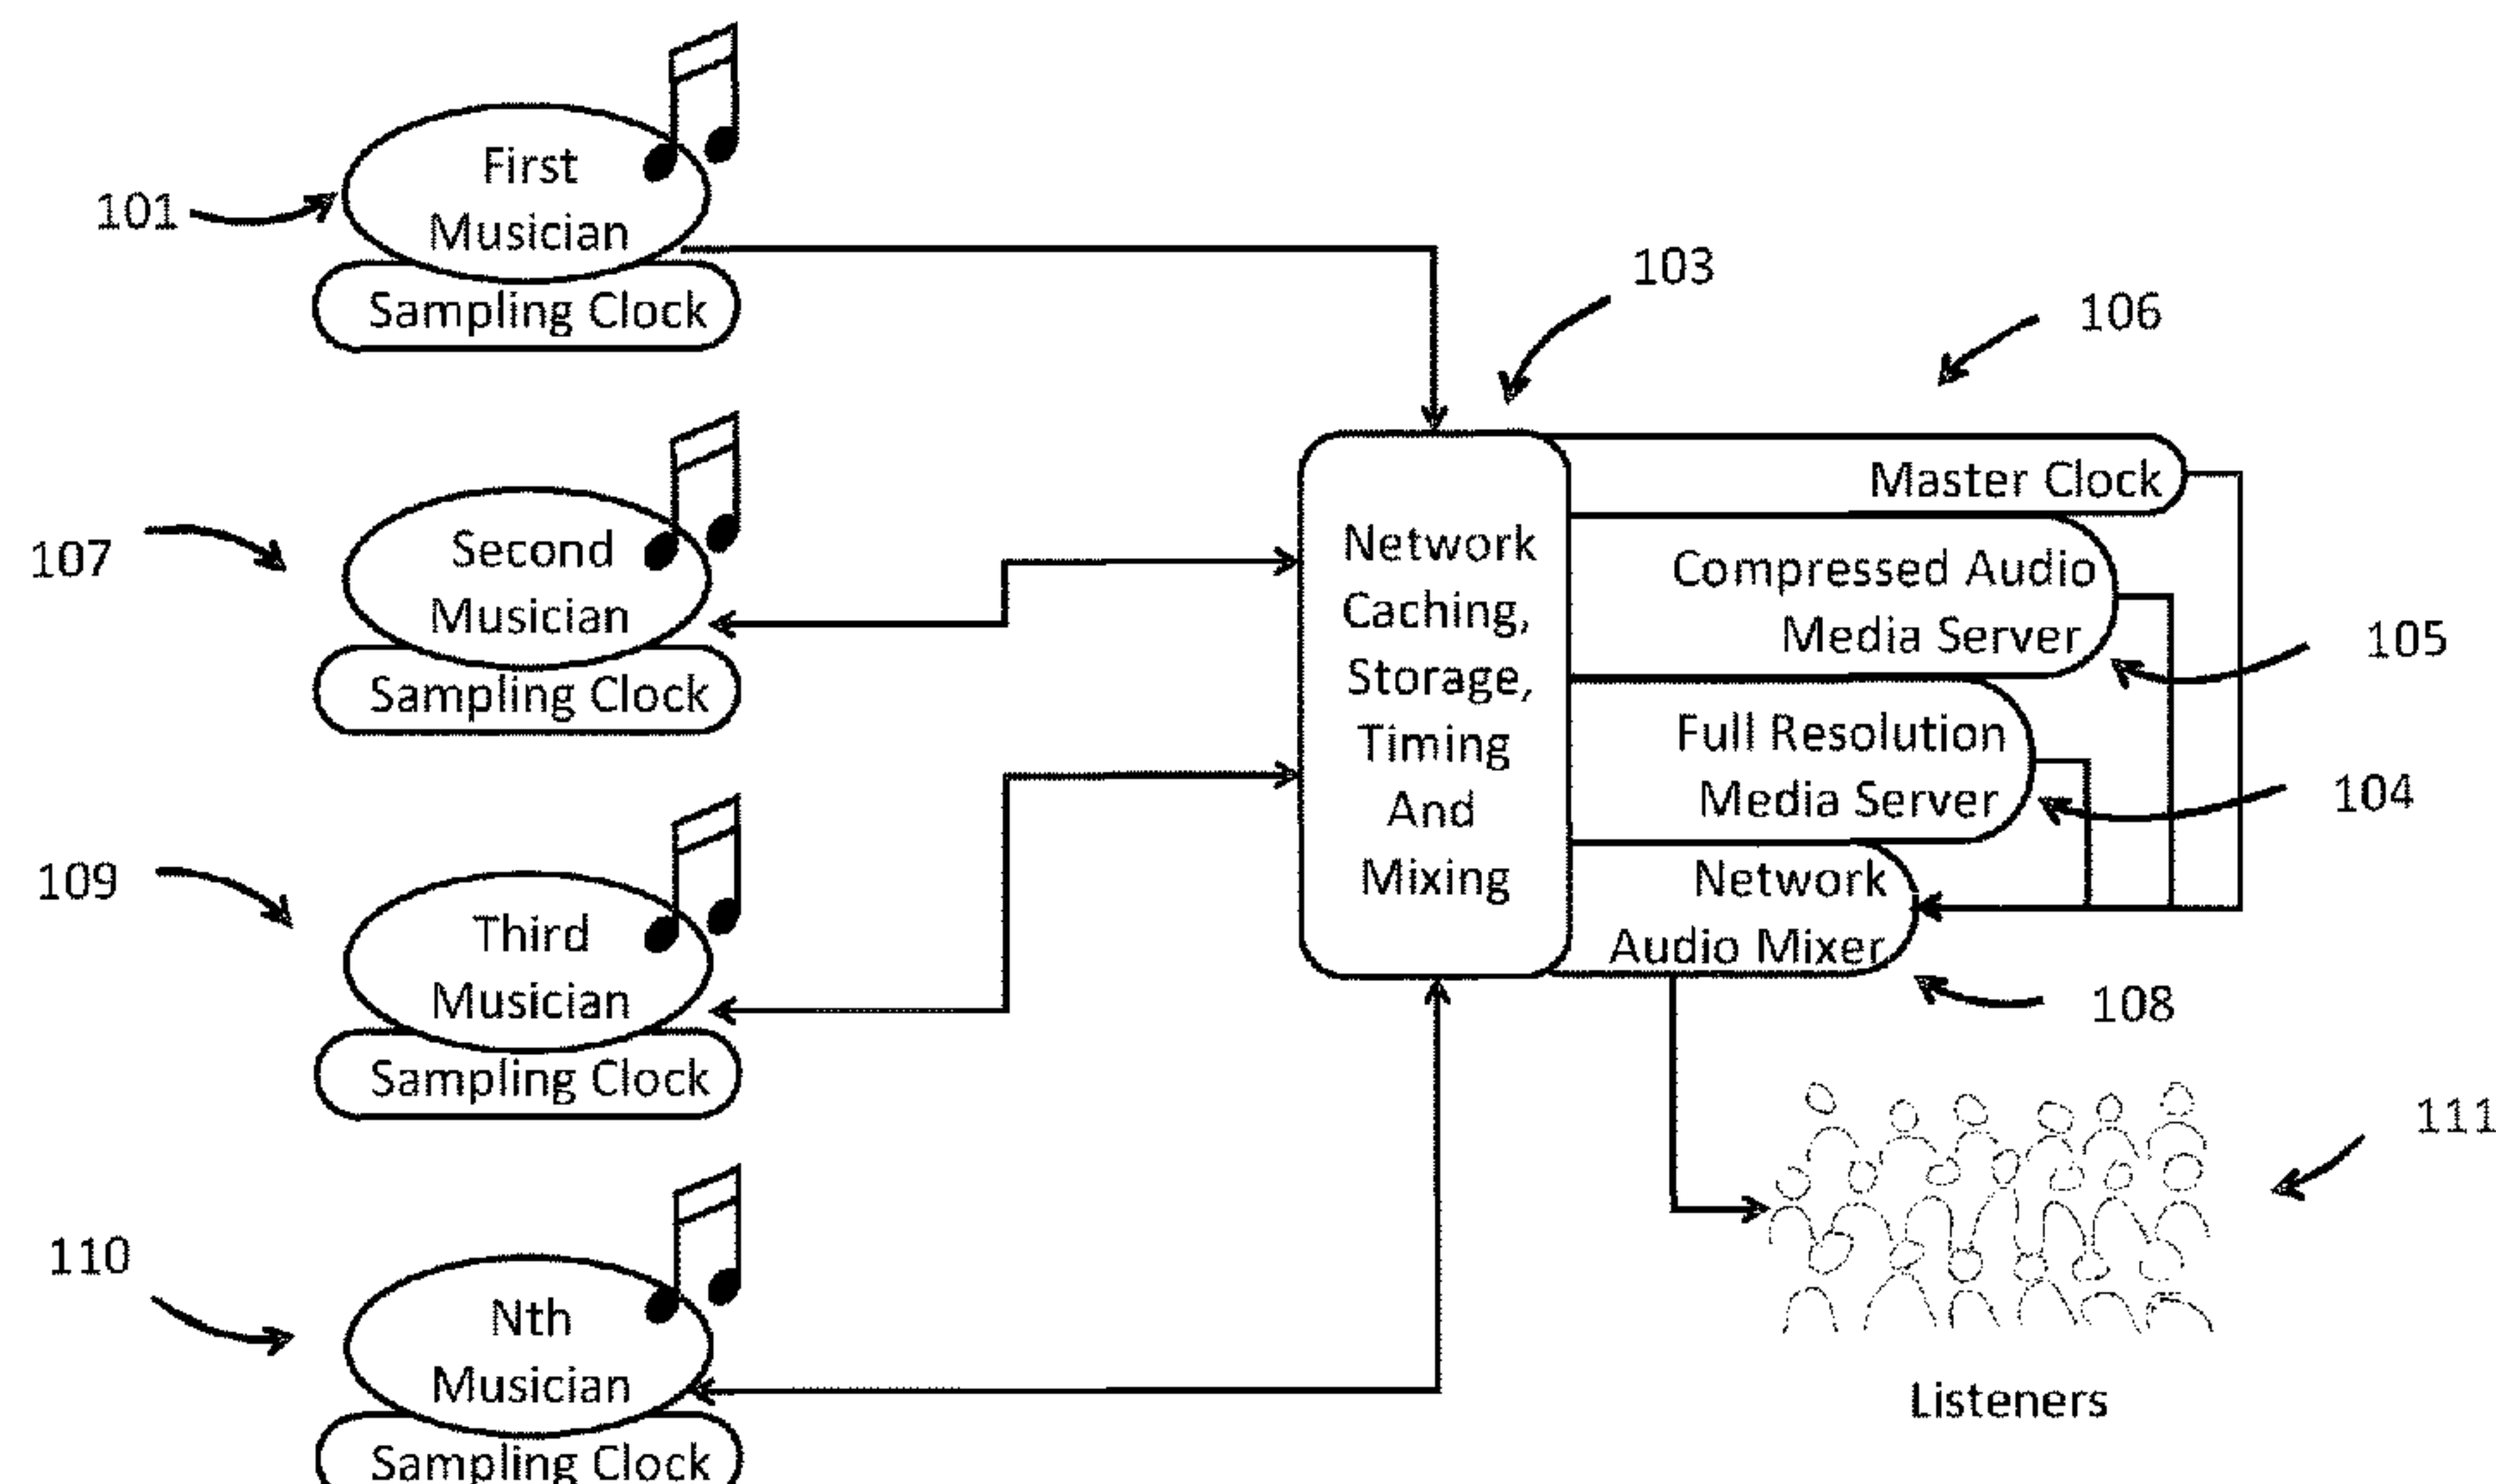 101
First
Musician
Sampling Clock
107
Second
Musician
Sampling Clock
109
Third
Musician
Sampling Clock
110
Nth
Musician
Sampling Clock
103
106
Network
Caching,
Storage,
Timing
And
Mixing
Master Clock
Compressed Audio
Media Server
105
Full Resolution
Media Server
104
Network
Audio Mixer
108
111
Listeners